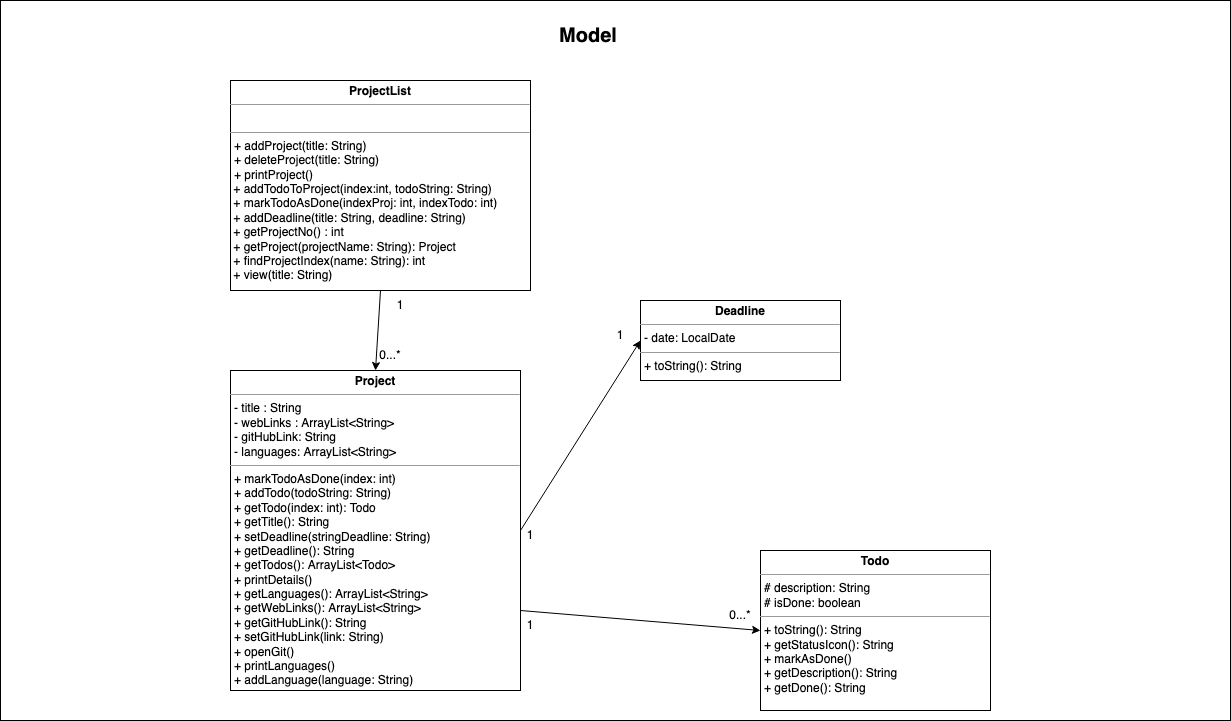 Model
ProjectList
+ addProject(title: String)
+ deleteProject(title: String)
+ printProject()
+ addTodoToProject(index:int, todoString: String)
+ markTodoAsDone(indexProj: int, indexTodo: int)
+ addDeadline(title: String, deadline: String)
+ getProjectNo() : int
+ getProject(projectName: String): Project
+ findProjectIndex(name: String): int
+ view(title: String)
1
0...*
Project
- title : String
- webLinks : ArrayList<String>
- gitHubLink: String
- languages: ArrayList<String>
+ markTodoAsDone(index: int)
+ addTodo(todoString: String)
+ getTodo(index: int): Todo
+ getTitle(): String
+ setDeadline(stringDeadline: String)
+ getDeadline(): String
+ getTodos(): ArrayList<Todo>
+ printDetails()
+ getLanguages(): ArrayList<String>
+ getWebLinks(): ArrayList<String>
+ getGitHubLink(): String
+ setGitHubLink(link: String)
+ openGit()
+ printLanguages()
+ addLanguage(language: String)
1
1
Deadline
- date: LocalDate
+ toString(): String
1
0...*
Todo
# description: String
# isDone: boolean
+ toString(): String
+ getStatusIcon(): String
+ markAsDone()
+ getDescription(): String
+ getDone(): String